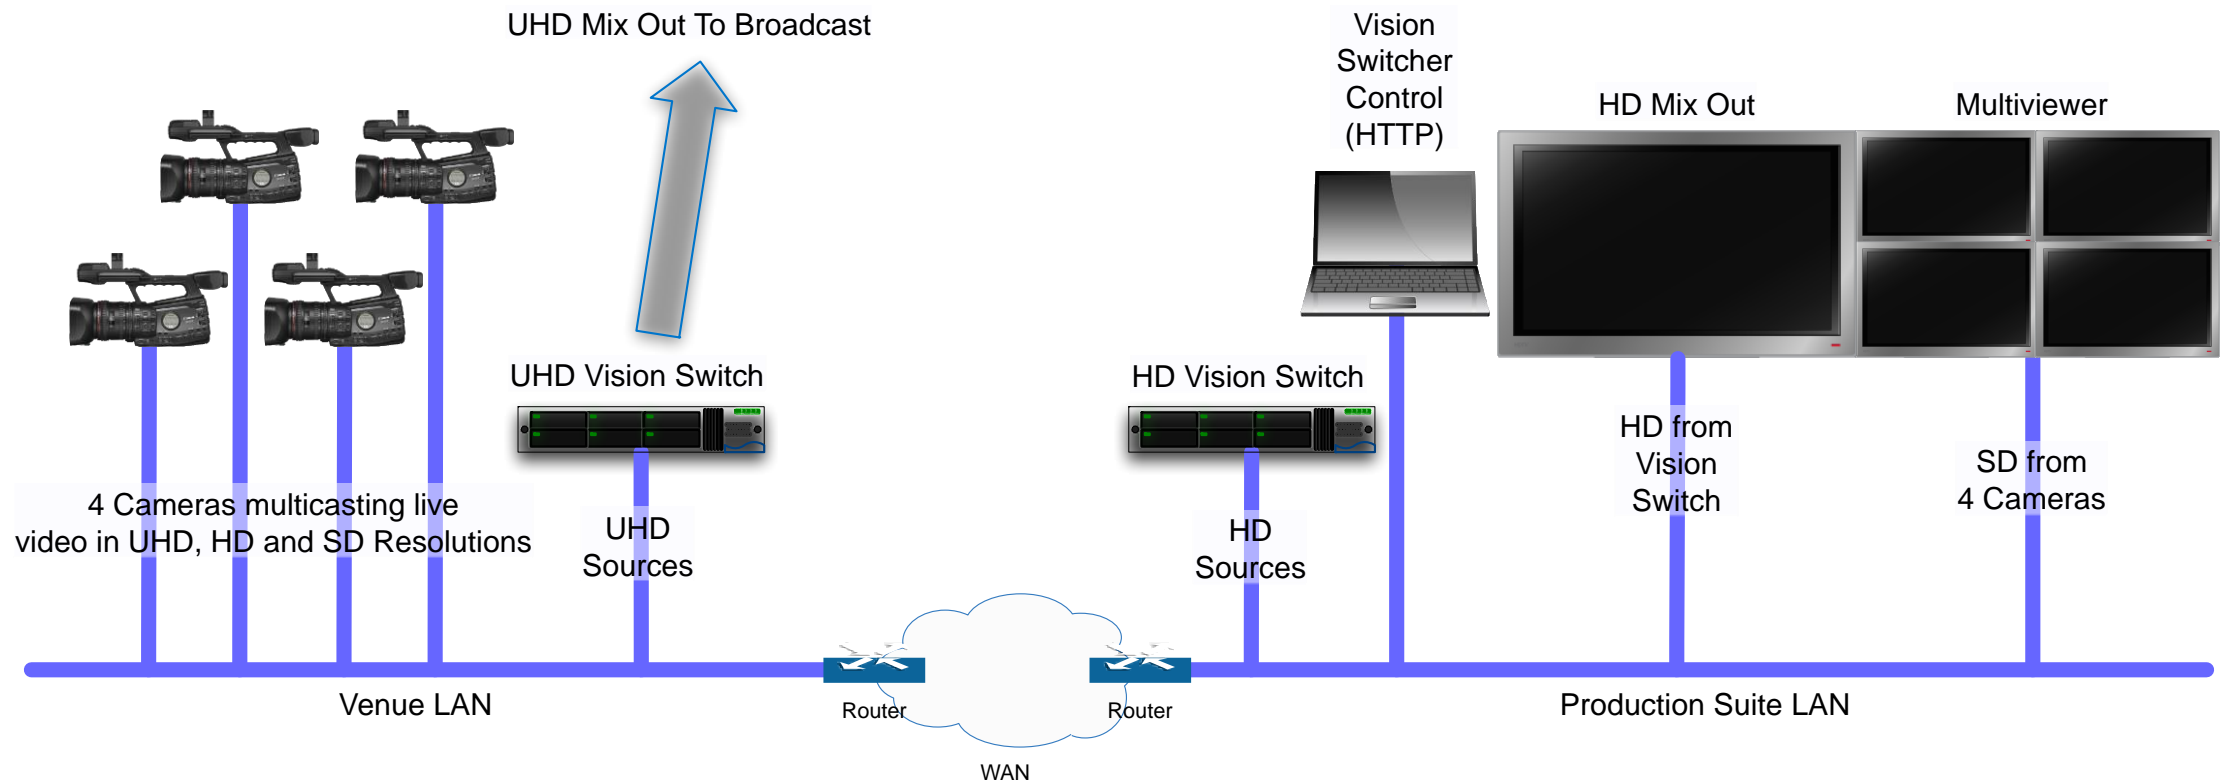 UHD Mix Out To Broadcast
Vision
Switcher
Control
(HTTP)
HD Mix Out
Multiviewer
UHD Vision Switch
HD Vision Switch
4 Cameras multicasting live
video in UHD, HD and SD Resolutions
UHD
Sources
HD
Sources
HD from
Vision
Switch
SD from
4 Cameras
Venue LAN
Router
Router
Production Suite LAN
WAN